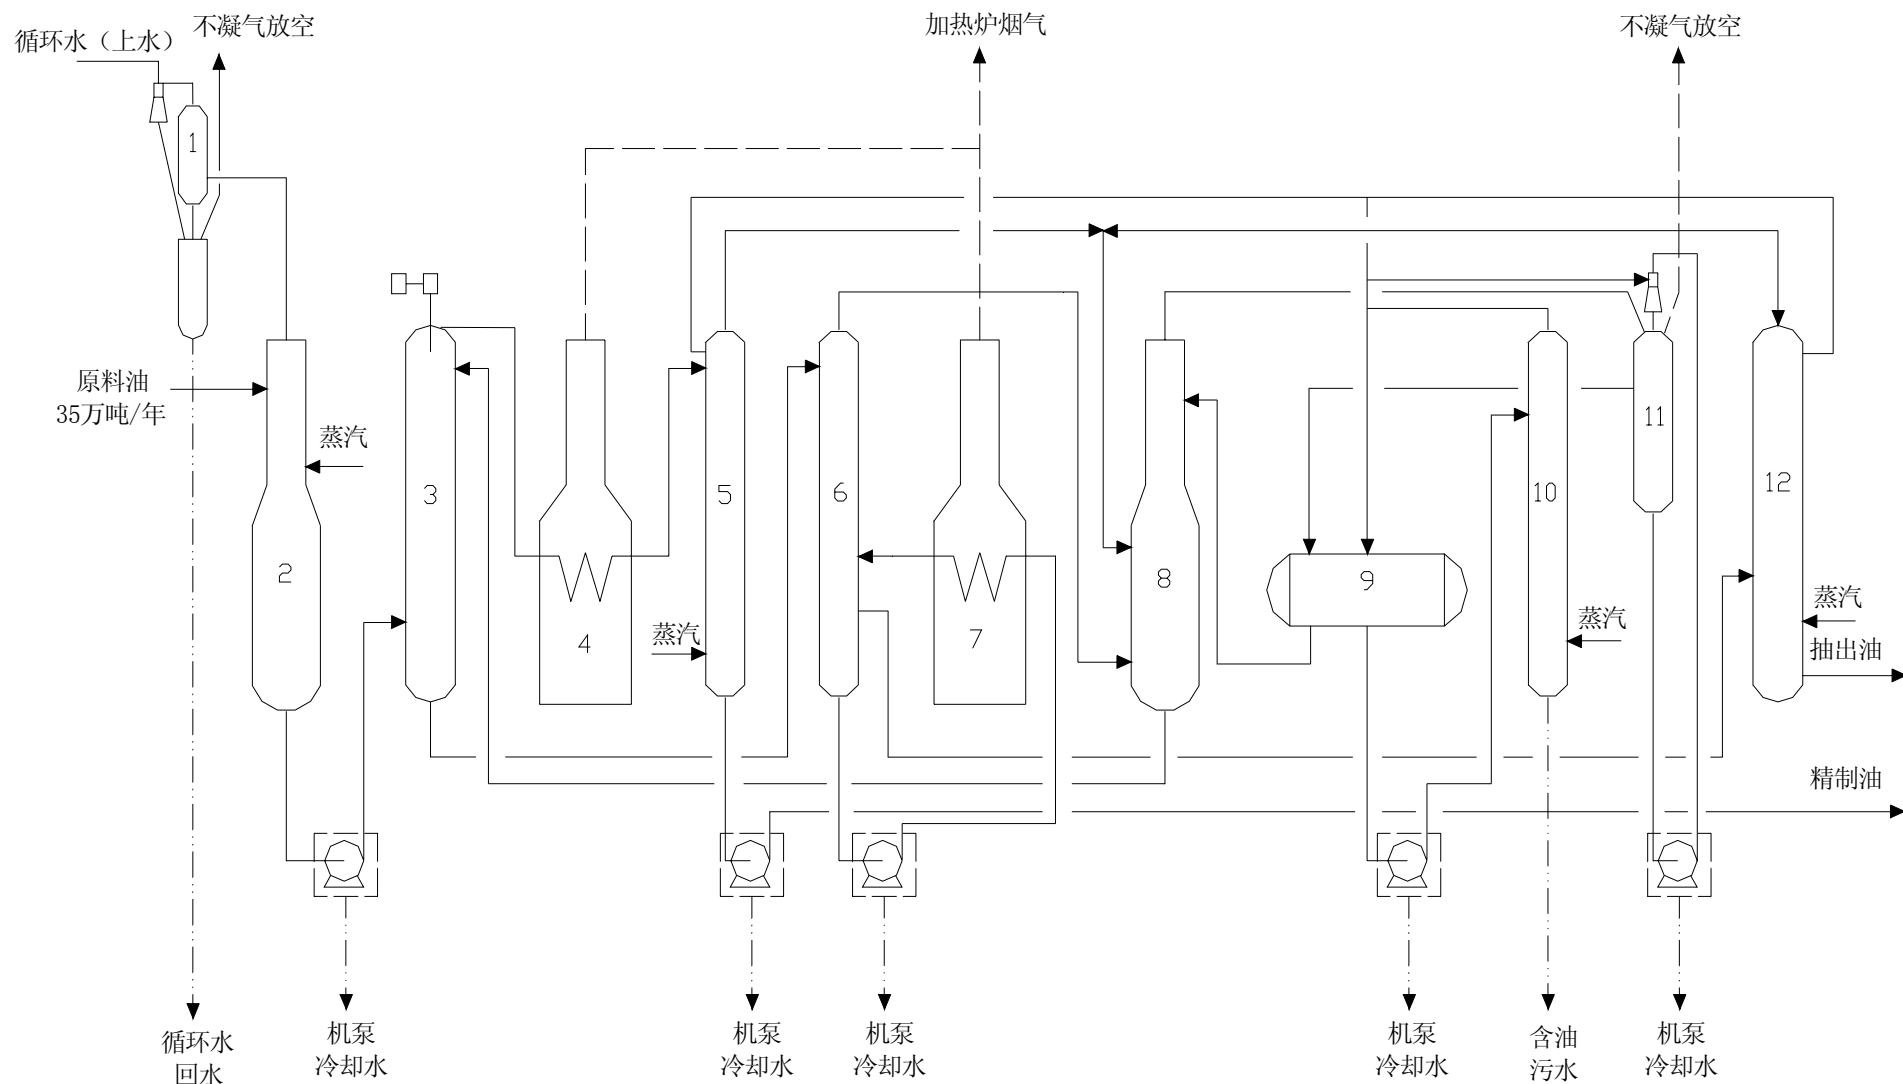 不凝气放空
加热炉烟气
不凝气放空
循环水（上水）
1
原料油
35万吨/年
蒸汽
2
3
4
5
6
7
8
9
10
11
12
蒸汽
蒸汽
蒸汽
抽出油
精制油
循环水
回水
机泵
冷却水
机泵
冷却水
机泵
冷却水
机泵
冷却水
含油
污水
机泵
冷却水